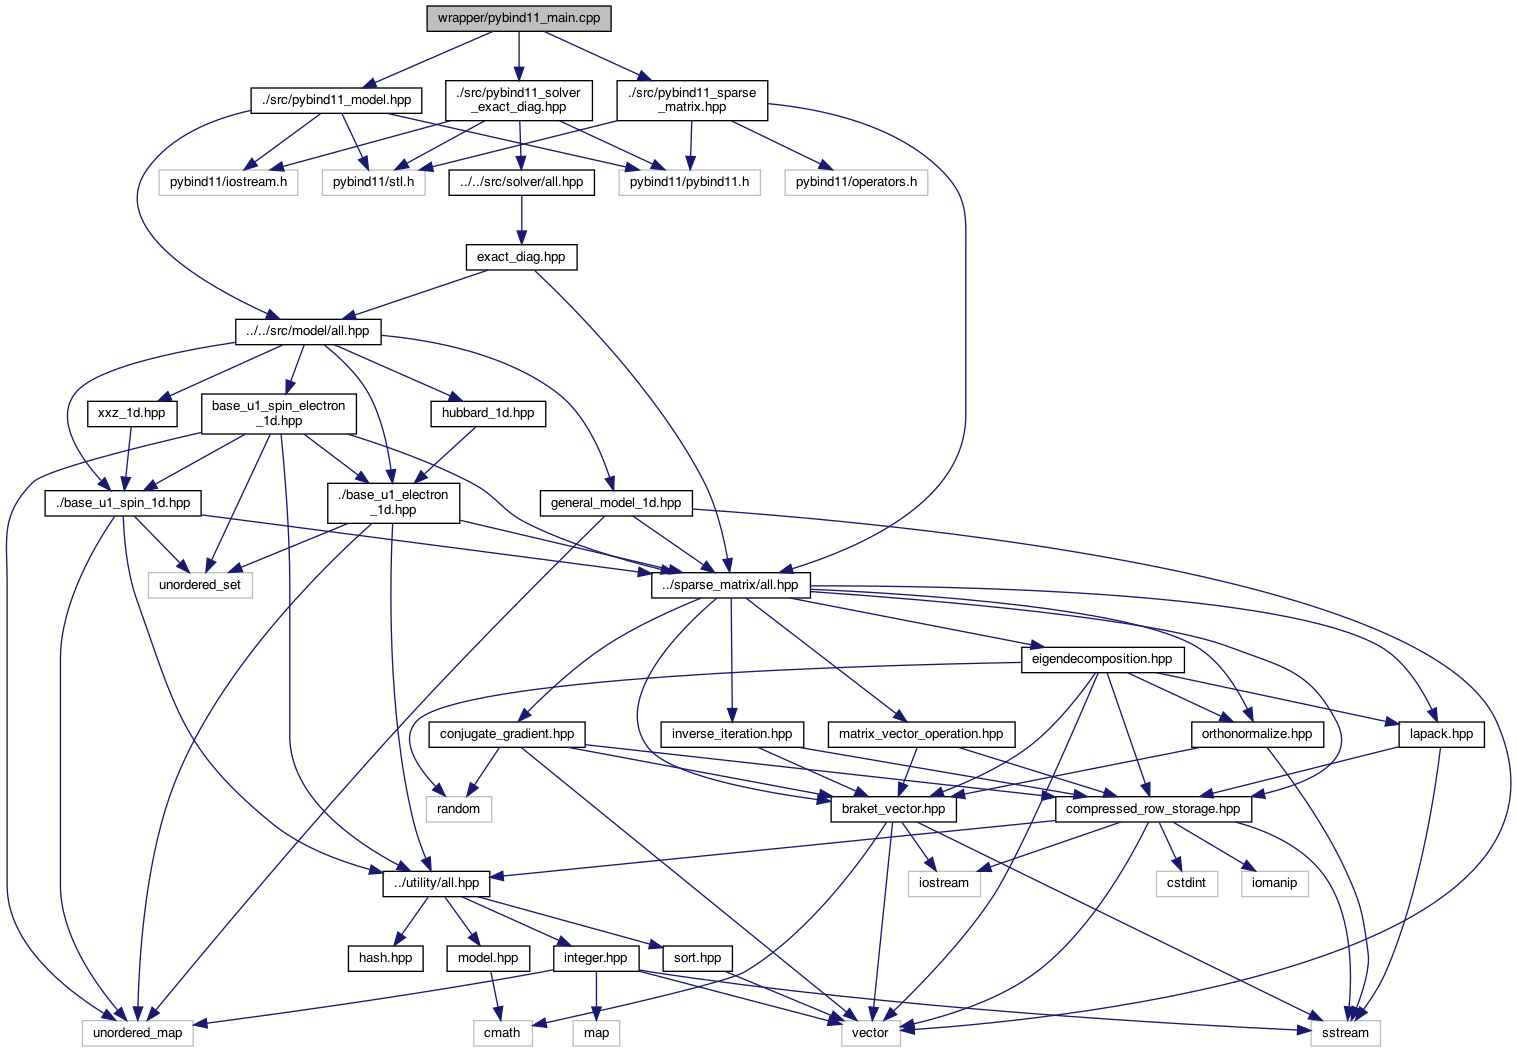 wrapper/pybind11_main.cpp
./src/pybind11_model.hpp
./src/pybind11_solver
_exact_diag.hpp
./src/pybind11_sparse
_matrix.hpp
pybind11/iostream.h
pybind11/stl.h
../../src/solver/all.hpp
pybind11/pybind11.h
pybind11/operators.h
exact_diag.hpp
../../src/model/all.hpp
xxz_1d.hpp
base_u1_spin_electron
_1d.hpp
hubbard_1d.hpp
./base_u1_spin_1d.hpp
./base_u1_electron
_1d.hpp
general_model_1d.hpp
unordered_set
../sparse_matrix/all.hpp
eigendecomposition.hpp
conjugate_gradient.hpp
inverse_iteration.hpp
matrix_vector_operation.hpp
orthonormalize.hpp
lapack.hpp
random
braket_vector.hpp
compressed_row_storage.hpp
../utility/all.hpp
iostream
cstdint
iomanip
hash.hpp
model.hpp
integer.hpp
sort.hpp
unordered_map
cmath
map
vector
sstream